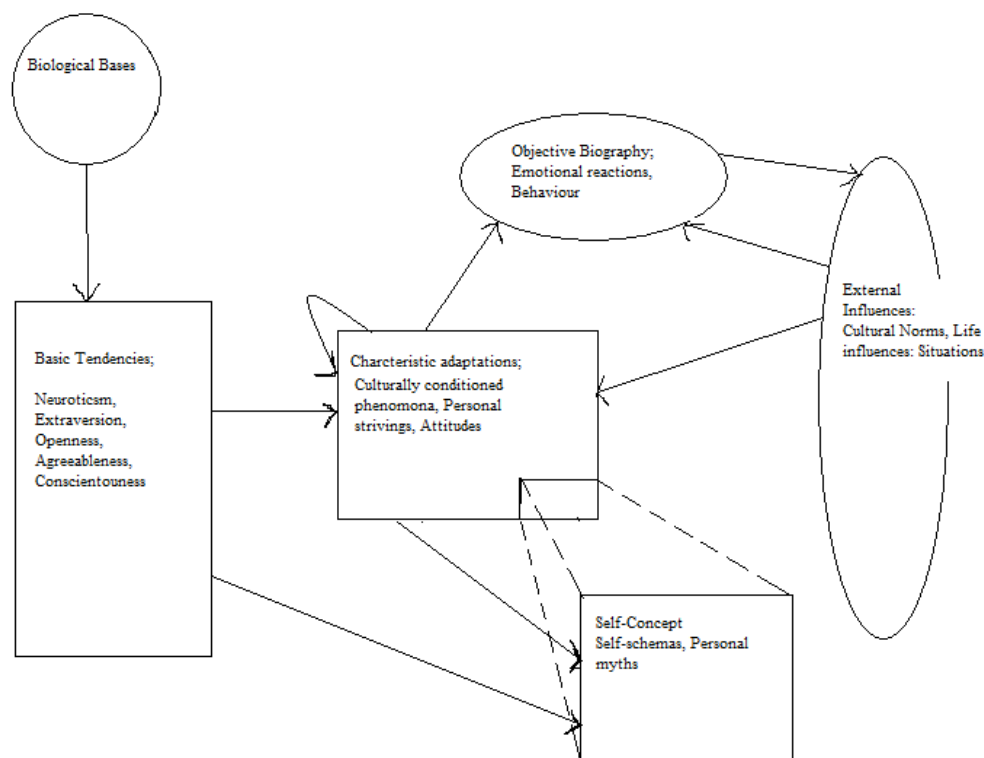 Biological Bases
Objective Biography;
Emotional reactions,
Behaviour
External
Influences:
Cultural Norms, Life
influences: Situations
Basic Tendencies;
Neuroticsm,
Extraversion,
Openness,
Agreeableness,
Conscientouness
Charcteristic adaptations;
Culturally conditioned
phenomona, Personal
strivings, Attitudes
Self-Concept
Self-schemas, Personal
myths